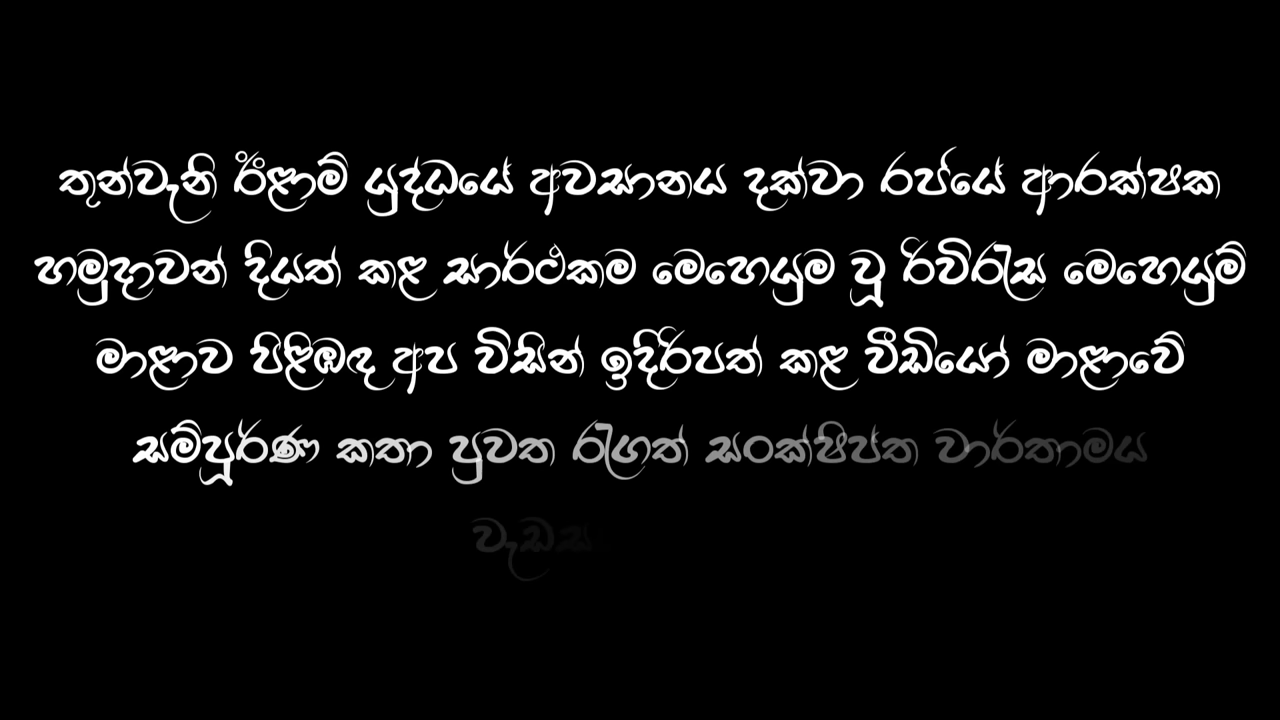 තුන්වැනි ඊළාම් යුද්ධයේ අවසානය දක්වා රජයේ ආරක්ෂක
හමුදාවන් දියත් කළ සාර්ථකම මෙහෙයුම වූ රිවිරැස මෙහෙයුම්
මාළාව පිළිඹඳ අප විසින් ඉදිරිපත් කළ වීඩියෝ මාළාවේ
සම්පූර්ණ කතා පුවත රැගත් සංක්ෂිප්ත වාර්තාමය